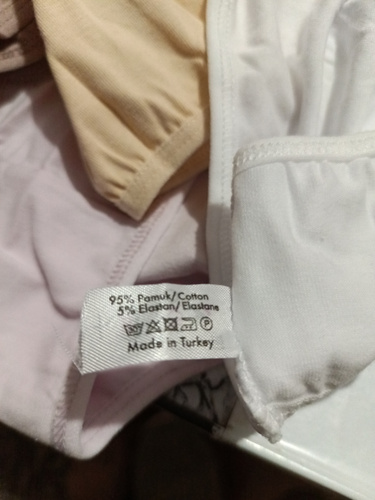 95% Pamuk/Cotton
5% Elastan/Elastane
P
Made in Turkey